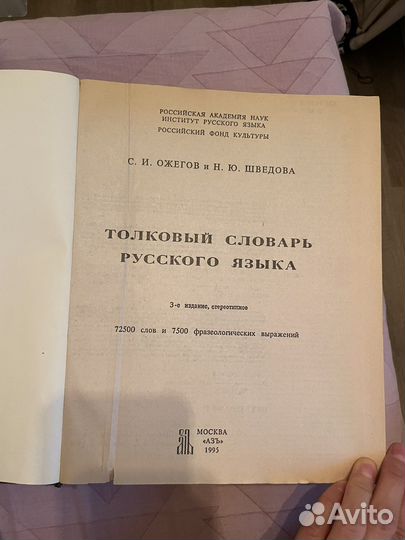 РОССИЙСКАЯ АКАДЕМИЯ НАУК
ИНСТИТУТ РУССКОГО ЯЗЫКА
РОССИЙСКИЙ ФОНД КУЛЬТУРЫ
С. И. ОЖЕГОВ и Н. Ю. ШВЕДОВА
ТОЛКОВЫЙ СЛОВАРЬ
РУССКОГО ЯЗЫКА
3-е издание, стереотипное
72500 слов и 7500 фразеологических выражений
МОСКВА
«АЗЪ»
1995
Avito